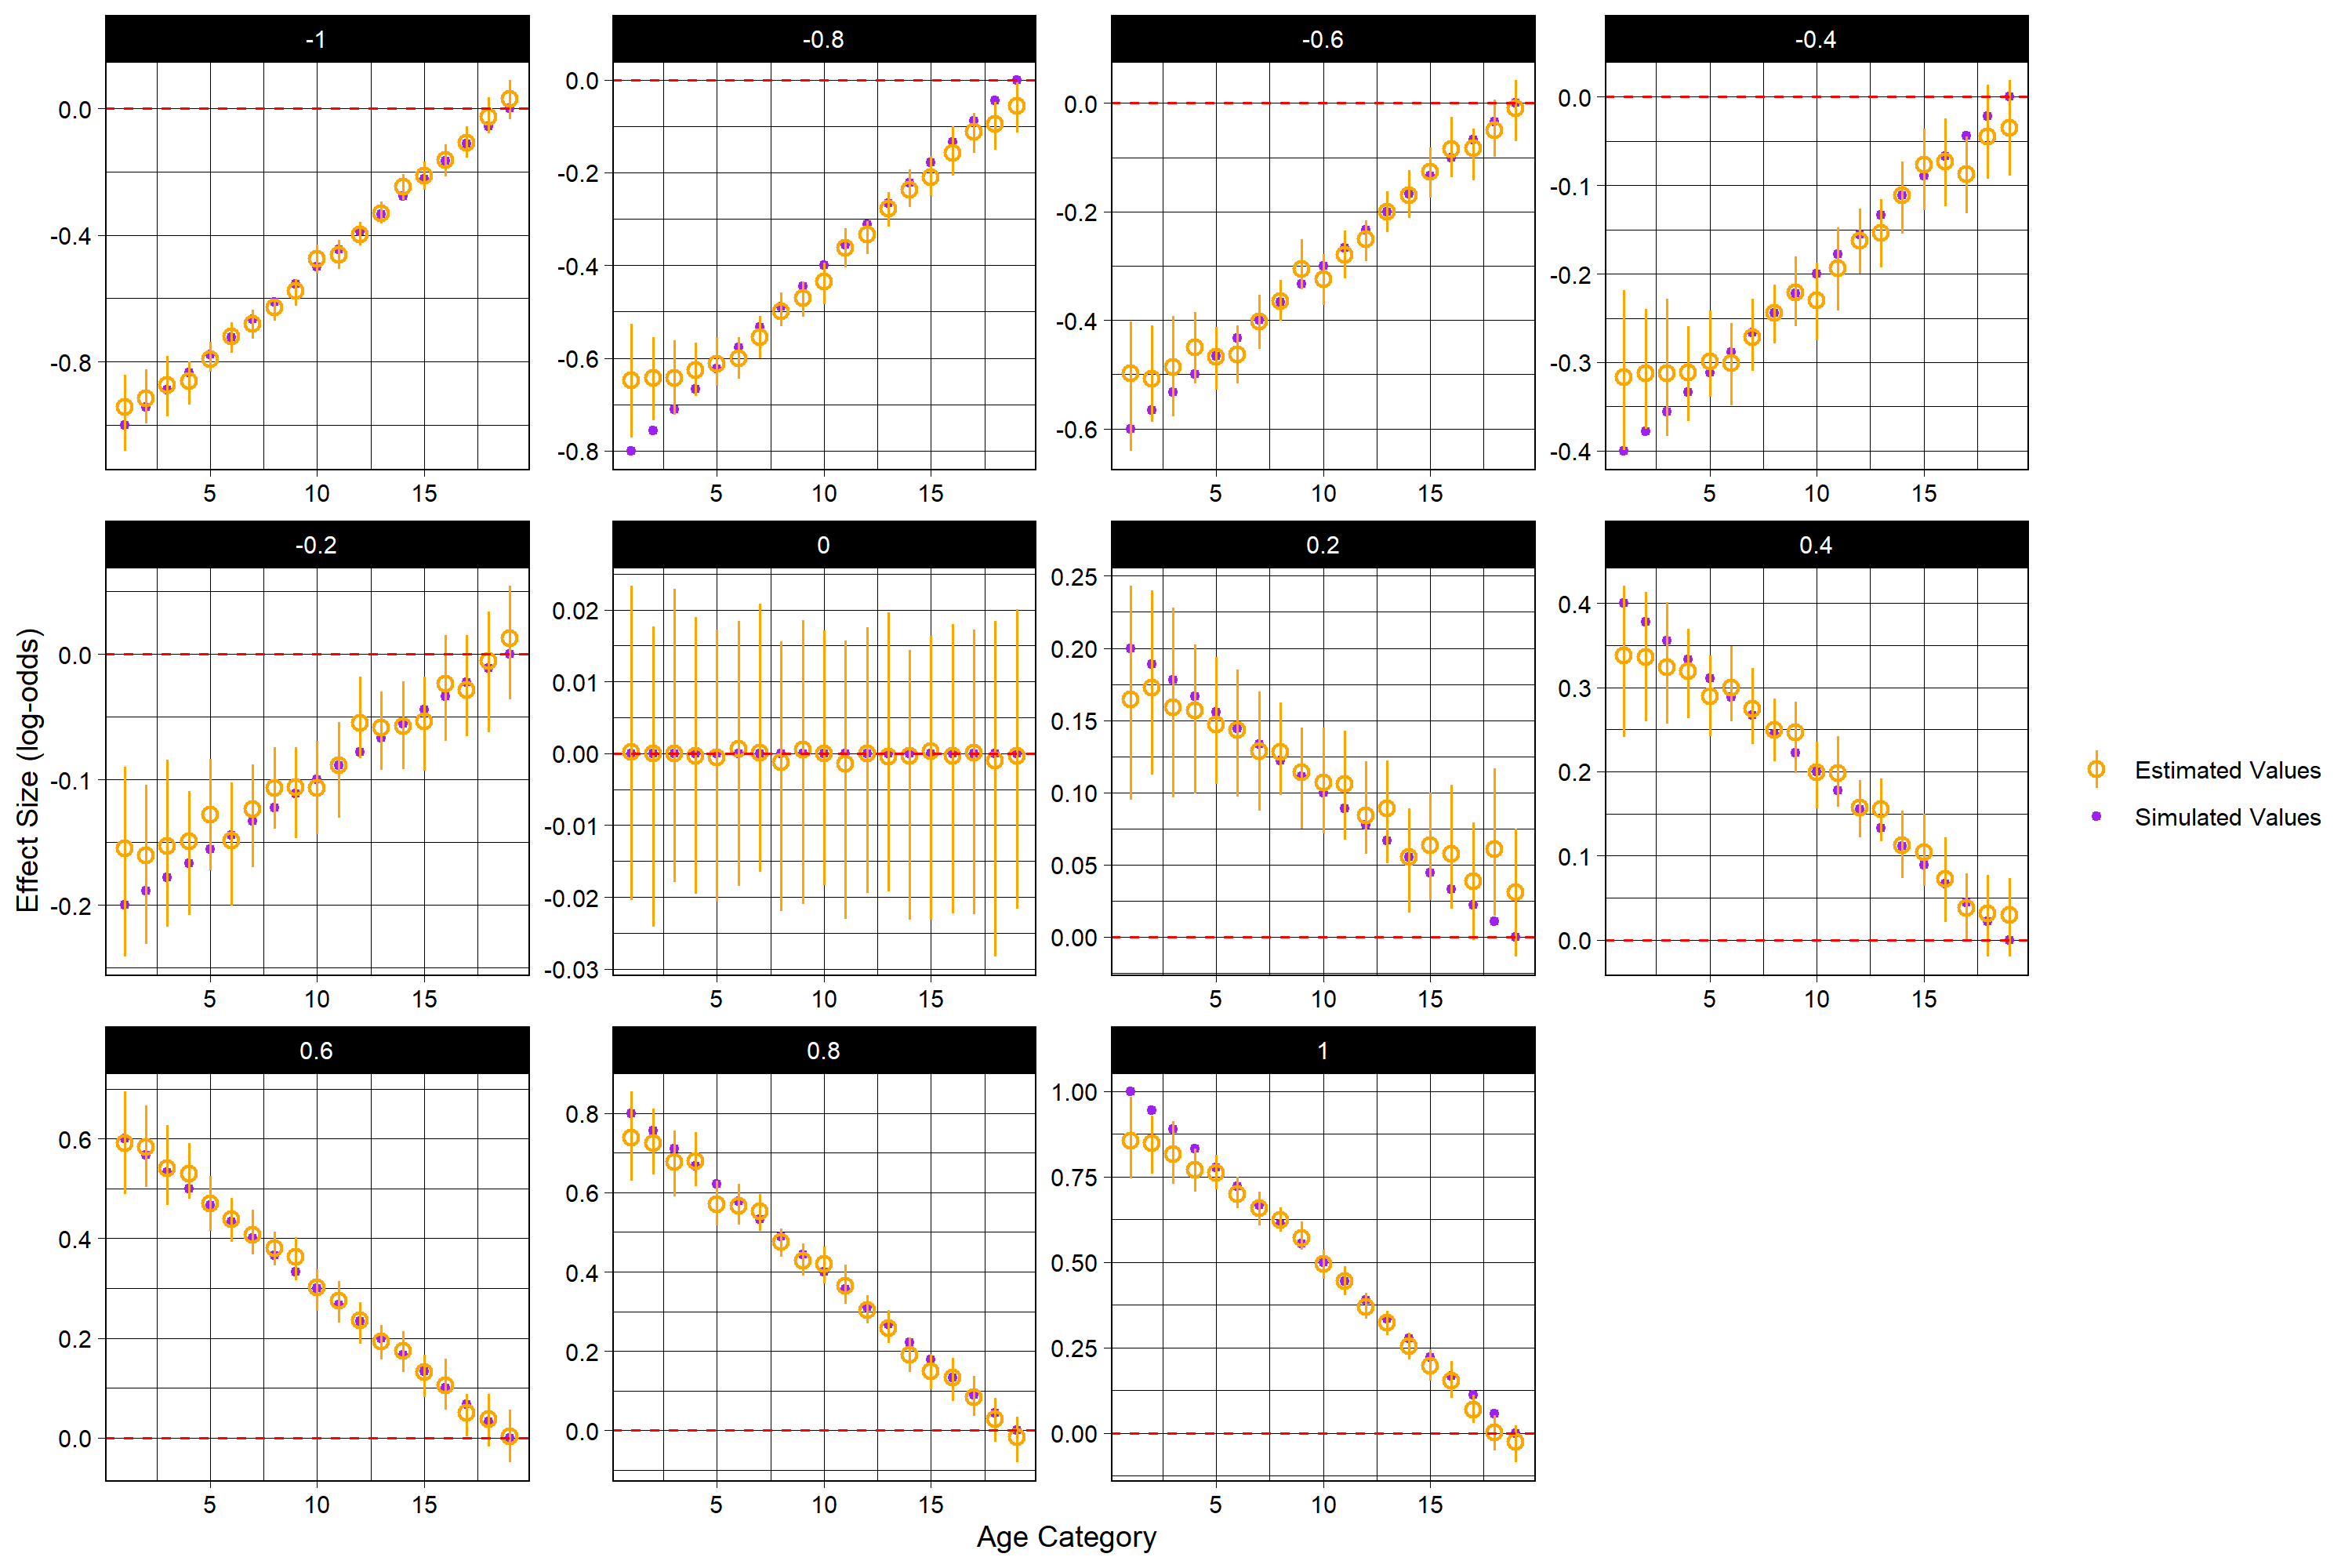 -1 -0.8 -0.6 -0.4
0.0 -0.4 -0.8
0.0 -0.2 -0.4 -0.6 -0.8
0.0 -0.2 -0.4 -0.6
0.0 -0.1 -0.2 -0.3 -0.4
5 10 15 5 10 15 5 10 15 5 10 15
-0.2 0 0.2 0.4
0.0 -0.1 -0.2
0.02 0.01 0.00 -0.01 -0.02 -0.03
0.25 0.20 0.15 0.10 0.05 0.00
0.4 0.3 0.2 0.1 0.0
5 10 15 5 10 15 5 10 15 5 10 15
0.6 0.8 1
0.6 0.4 0.2 0.0
0.8 0.6 0.4 0.2 0.0
1.00 0.75 0.50 0.25 0.00
5 10 15 5 10 15 5 10 15
Effect Size (log-odds)
Age Category
Estimated Values
Simulated Values